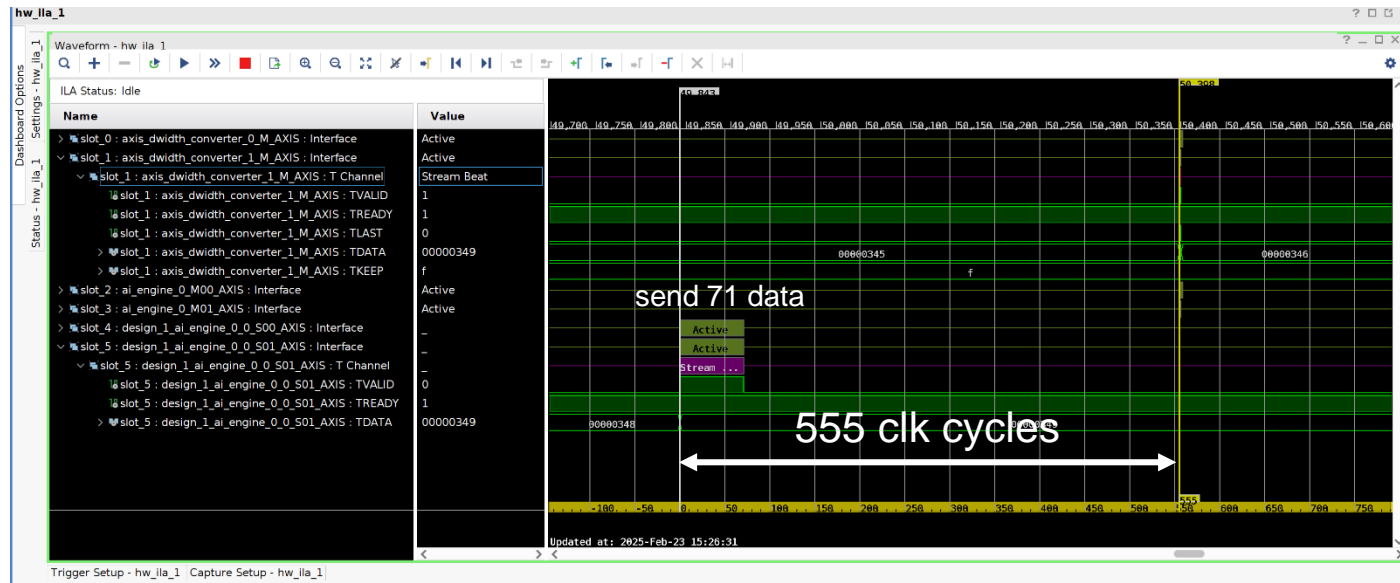 hw_ila_1
Dashboard Options
Settings - hw_ila_1
Status - hw_ila_1
Waveform - hw_ila_1
ILA Status: Idle
Name Value
> slot_0 : axis_dwidth_converter_0_M_AXIS : Interface Active
slot_1 : axis_dwidth_converter_1_M_AXIS : Interface Active
slot_1 : axis_dwidth_converter_1_M_AXIS : T Channel Stream Beat
slot_1 : axis_dwidth_converter_1_M_AXIS : TVALID 1
slot_1 : axis_dwidth_converter_1_M_AXIS : TREADY 1
slot_1 : axis_dwidth_converter_1_M_AXIS : TLAST 0
> slot_1 : axis_dwidth_converter_1_M_AXIS : TDATA 00000349
> slot_1 : axis_dwidth_converter_1_M_AXIS : TKEEP f
> slot_2 : ai_engine_0_M00_AXIS : Interface Active
> slot_3 : ai_engine_0_M01_AXIS : Interface Active
> slot_4 : design_1_ai_engine_0_0_S00_AXIS : Interface _
slot_5 : design_1_ai_engine_0_0_S01_AXIS : Interface _
slot_5 : design_1_ai_engine_0_0_S01_AXIS : T Channel _
slot_5 : design_1_ai_engine_0_0_S01_AXIS : TVALID 0
slot_5 : design_1_ai_engine_0_0_S01_AXIS : TREADY 1
> slot_5 : design_1_ai_engine_0_0_S01_AXIS : TDATA 00000349
49,843 50,398
49,700 49,750 49,800 49,850 49,900 49,950 50,000 50,050 50,100 50,150 50,200 50,250 50,300 50,350 50,400 50,450 50,500 50,550 50,60
00000345 00000346
f
send 71 data
Active
Active
Stream ...
00000348
555 clk cycles
555
-100 -50 0 50 100 150 200 250 300 350 400 450 500 600 650 700 750
Updated at: 2025-Feb-23 15:26:31
Trigger Setup - hw_ila_1 Capture Setup - hw_ila_1